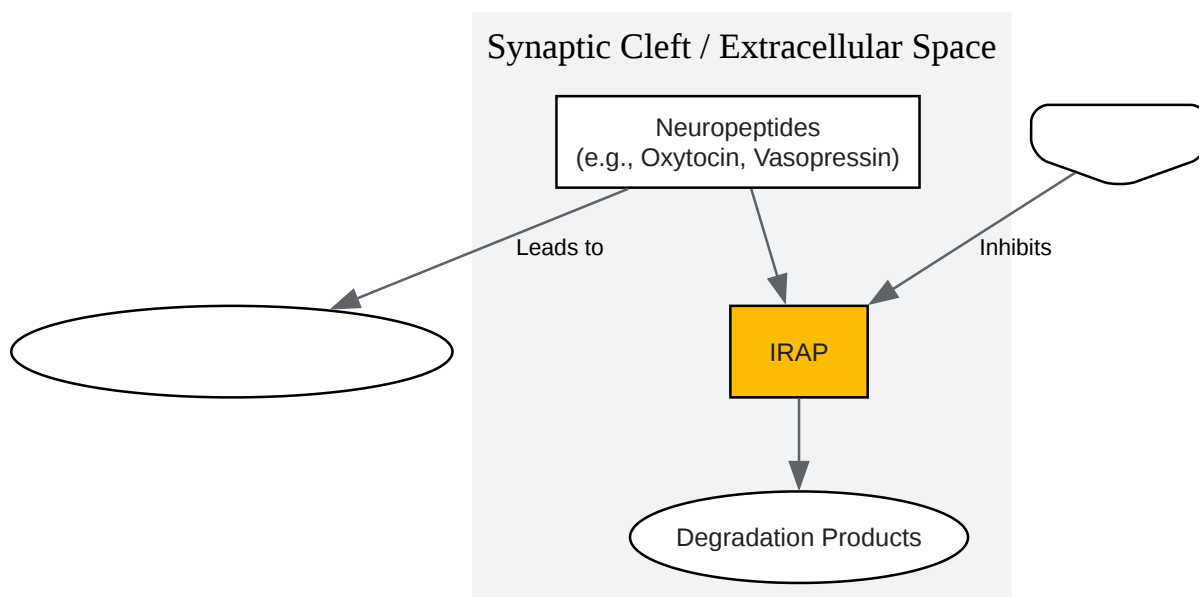 Synaptic Cleft / Extracellular Space
Neuropeptides
(e.g., Oxytocin, Vasopressin)
Leads to
Inhibits
IRAP
Degradation Products